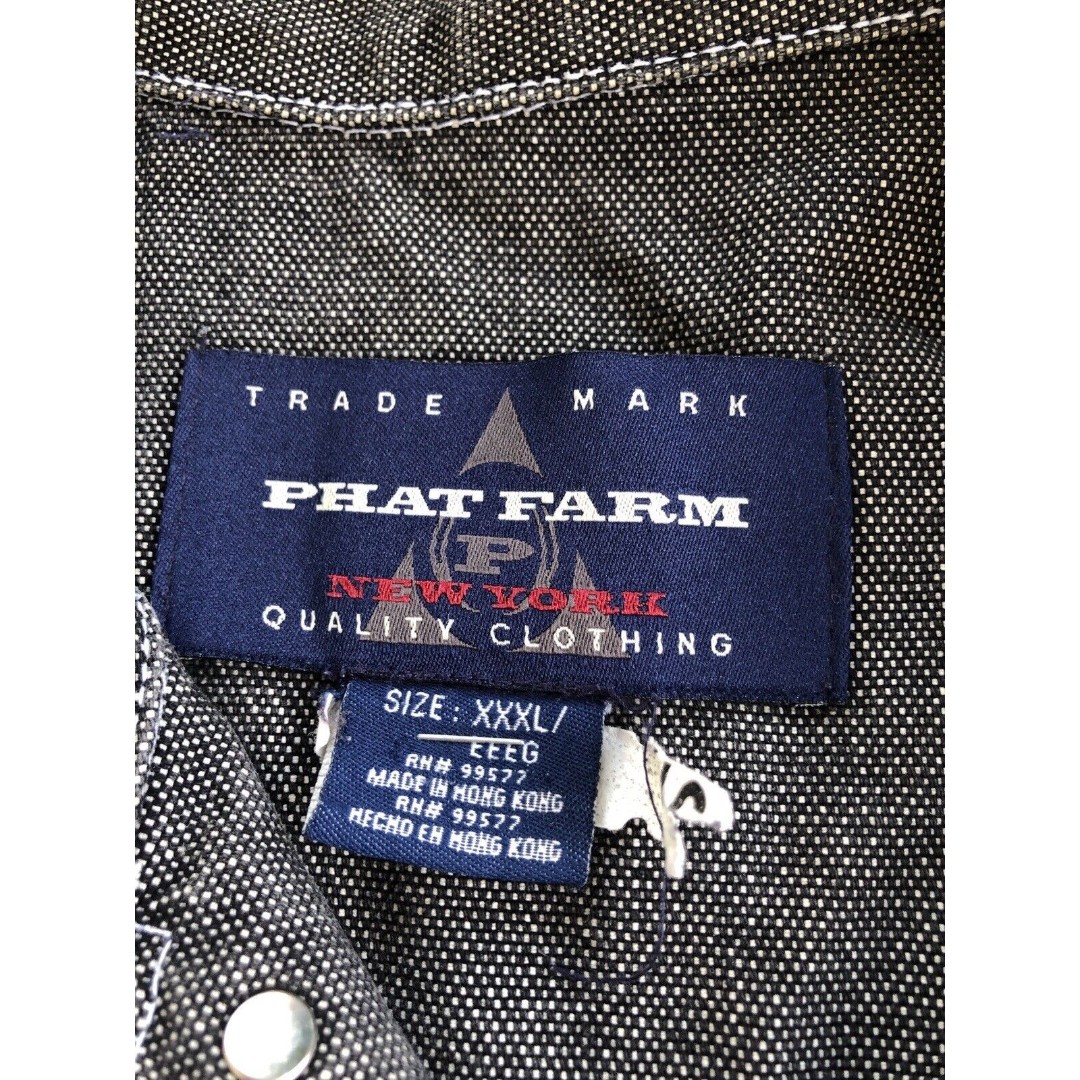 TRADE MARK
PHAT FARM
P
NEW YORK
QUALITY CLOTHING
SIZE: XXXL/
EEEG
RN# 99577
MADE IN HONG KONG
RN# 99577
HECHO EN HONG KONG